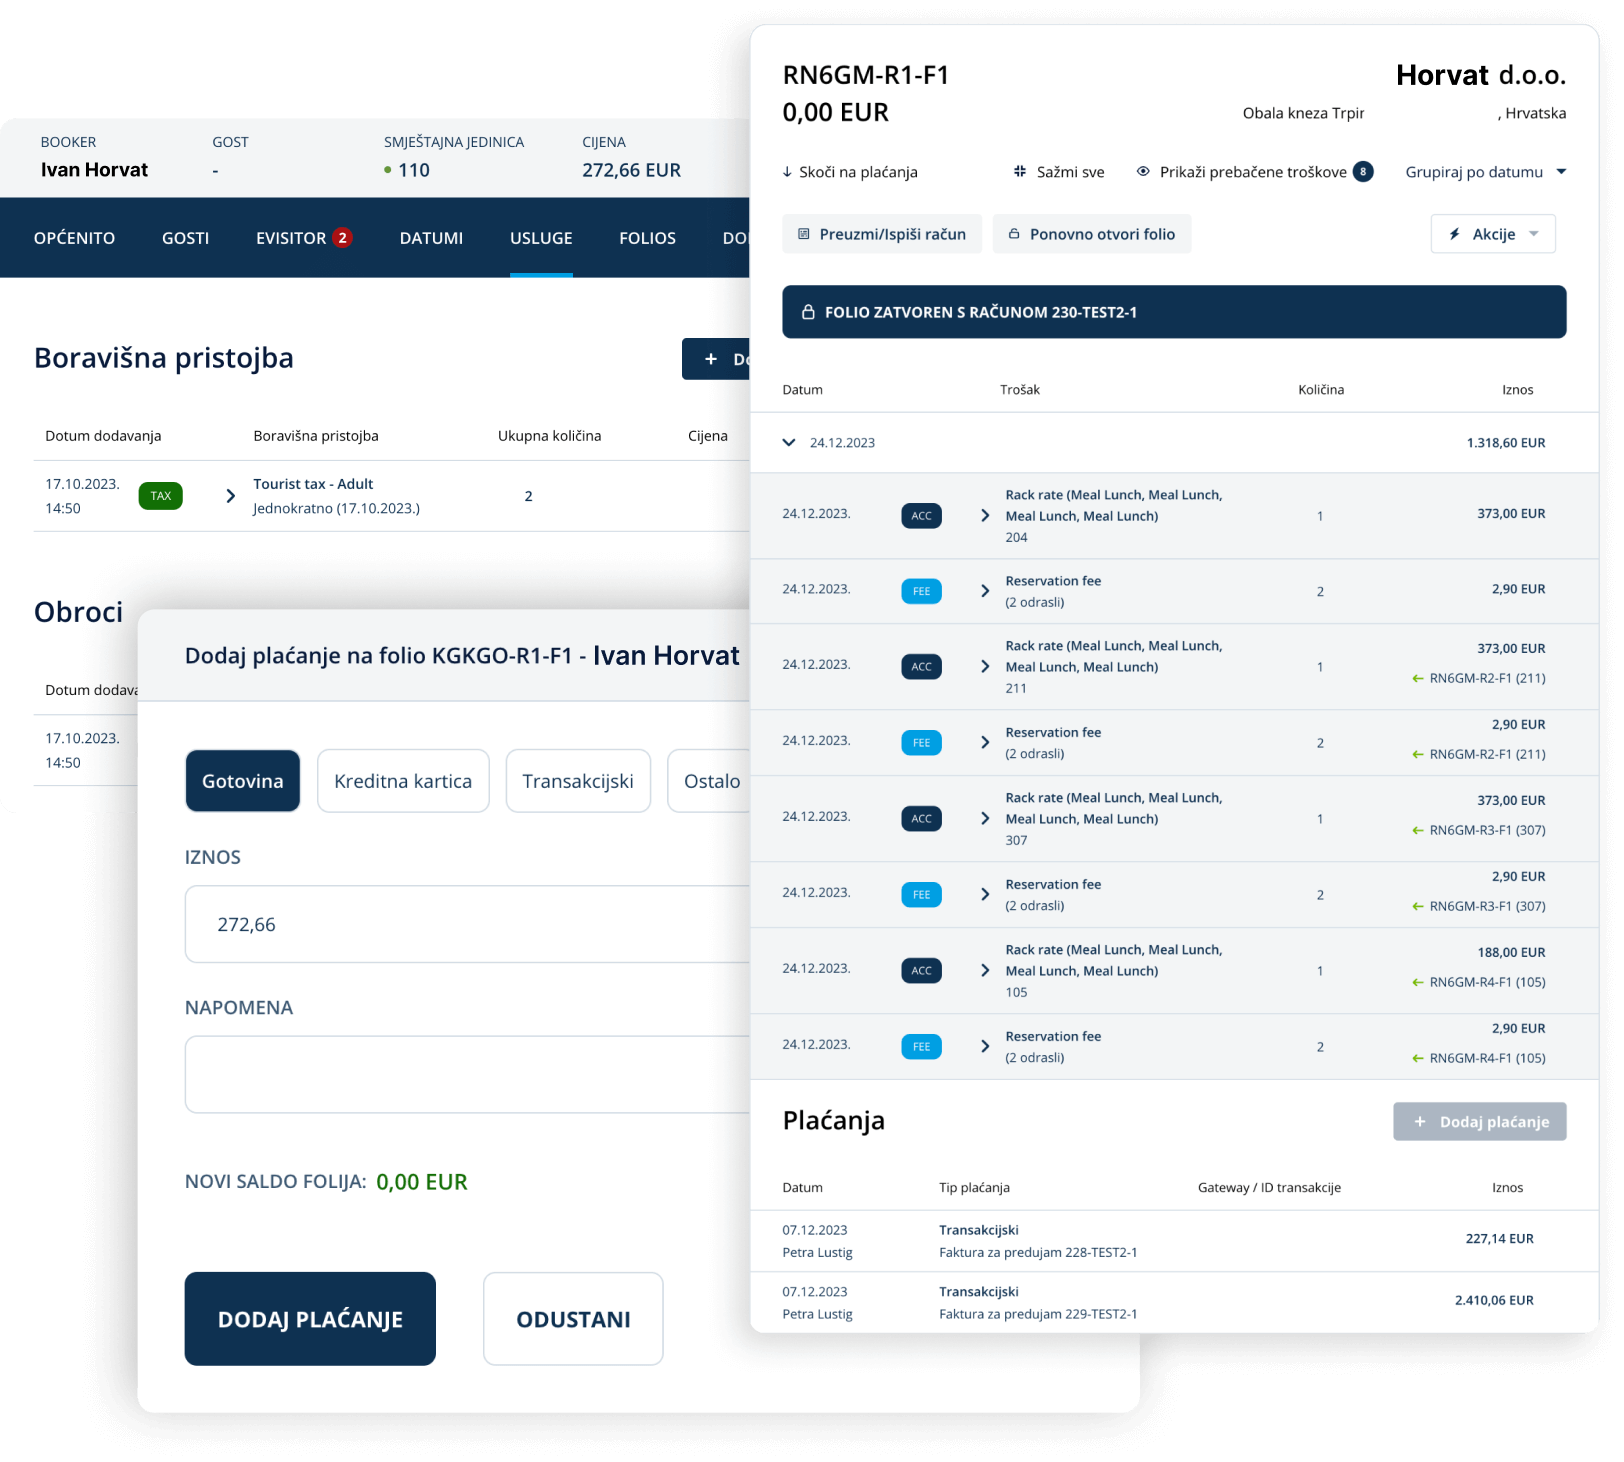 BOOKER
Ivan Horvat
GOST
-
SMJEŠTAJNA JEDINICA
110
CIJENA
272,66 EUR
OPĆENITO GOSTI EVISITOR 2 DATUMI USLUGE FOLIOS
Boravišna pristojba
+
Dotum dodavanja Boravišna pristojba Ukupna količina Cijena
17.10.2023.
14:50
TAX
Tourist tax - Adult
Jednokratno (17.10.2023.)
2
Obroci
Dotum
17.10.2023.
14:50
Dodaj plaćanje na folio KGKGO-R1-F1 - Ivan Horvat
Gotovina Kreditna kartica Transakcijski Ostalo
IZNOS
272,66
NAPOMENA
NOVI SALDO FOLIJA: 0,00 EUR
DODAJ PLAĆANJE ODUSTANI
RN6GM-R1-F1
0,00 EUR
Horvat d.o.o.
Obala kneza Trpir , Hrvatska
Skoči na plaćanja Sažmi sve Prikaži prebačene troškove 8 Grupiraj po datumu
Preuzmi/Ispiši račun Ponovno otvori folio Akcije
FOLIO ZATVOREN S RAČUNOM 230-TEST2-1
Datum Trošak Količina Iznos
24.12.2023 1.318,60 EUR
24.12.2023. ACC
Rack rate (Meal Lunch, Meal Lunch,
Meal Lunch, Meal Lunch)
204
1
373,00 EUR
24.12.2023. FEE
Reservation fee
(2 odrasli)
2
2,90 EUR
24.12.2023. ACC
Rack rate (Meal Lunch, Meal Lunch,
Meal Lunch, Meal Lunch)
211
1
373,00 EUR
RN6GM-R2-F1 (211)
24.12.2023. FEE
Reservation fee
(2 odrasli)
2
2,90 EUR
RN6GM-R2-F1 (211)
24.12.2023. ACC
Rack rate (Meal Lunch, Meal Lunch,
Meal Lunch, Meal Lunch)
307
1
373,00 EUR
RN6GM-R3-F1 (307)
24.12.2023. FEE
Reservation fee
(2 odrasli)
2
2,90 EUR
RN6GM-R3-F1 (307)
24.12.2023. ACC
Rack rate (Meal Lunch, Meal Lunch,
Meal Lunch, Meal Lunch)
105
1
188,00 EUR
RN6GM-R4-F1 (105)
24.12.2023. FEE
Reservation fee
(2 odrasli)
2
2,90 EUR
RN6GM-R4-F1 (105)
Plaćanja
+ Dodaj plaćanje
Datum Tip plaćanja Gateway / ID transakcije Iznos
07.12.2023
Petra Lustig
Transakcijski
Faktura za predujam 228-TEST2-1
227,14 EUR
07.12.2023
Petra Lustig
Transakcijski
Faktura za predujam 229-TEST2-1
2.410,06 EUR